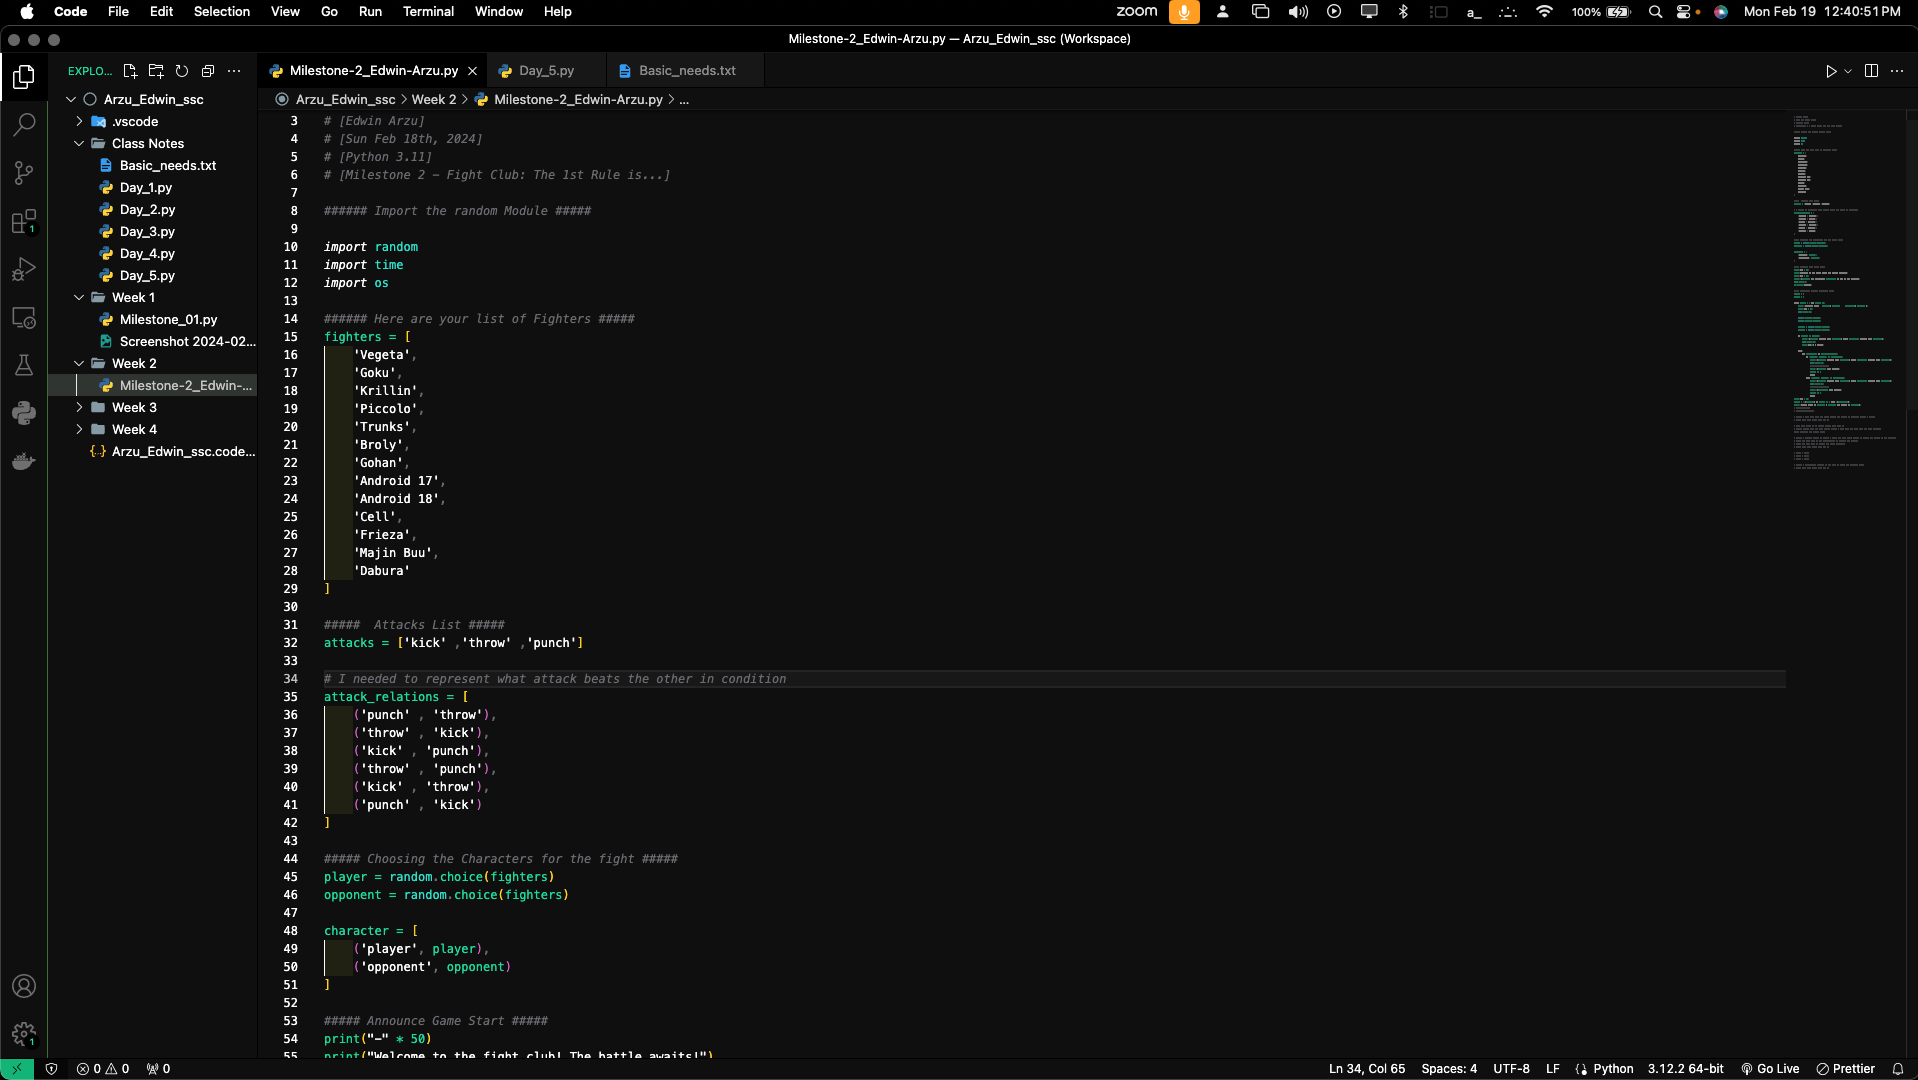 Code File Edit Selection View Go Run Terminal Window Help zoom 100% Mon Feb 19 12:40:51 PM
Milestone-2_Edwin-Arzu.py — Arzu_Edwin_ssc (Workspace)
EXPLO...
Arzu_Edwin_ssc
.vscode
Class Notes
Basic_needs.txt
Day_1.py
Day_2.py
Day_3.py
Day_4.py
Day_5.py
Week 1
Milestone_01.py
Screenshot 2024-02...
Week 2
Milestone-2_Edwin-...
Week 3
Week 4
Arzu_Edwin_ssc.code...
1
1
Milestone-2_Edwin-Arzu.py Day_5.py Basic_needs.txt
Arzu_Edwin_ssc > Week 2 > Milestone-2_Edwin-Arzu.py > ...
3 # [Edwin Arzu]
4 # [Sun Feb 18th, 2024]
5 # [Python 3.11]
6 # [Milestone 2 - Fight Club: The 1st Rule is...]
7
8 ###### Import the random Module #####
9
10 import random
11 import time
12 import os
13
14 ###### Here are your list of Fighters #####
15 fighters = [
16 'Vegeta',
17 'Goku',
18 'Krillin',
19 'Piccolo',
20 'Trunks',
21 'Broly',
22 'Gohan',
23 'Android 17',
24 'Android 18',
25 'Cell',
26 'Frieza',
27 'Majin Buu',
28 'Dabura'
29 ]
30
31 #####  Attacks List #####
32 attacks = ['kick' ,'throw' ,'punch']
33
34 # I needed to represent what attack beats the other in condition
35 attack_relations = [
36 ('punch' , 'throw'),
37 ('throw' , 'kick'),
38 ('kick' , 'punch'),
39 ('throw' , 'punch'),
40 ('kick' , 'throw'),
41 ('punch' , 'kick')
42 ]
43
44 ##### Choosing the Characters for the fight #####
45 player = random.choice(fighters)
46 opponent = random.choice(fighters)
47
48 character = [
49 ('player', player),
50 ('opponent', opponent)
51 ]
52
53 ##### Announce Game Start #####
54 print("-" * 50)
55 print("Welcome to the fight club! The battle awaits!")
0 0 0 Ln 34, Col 65 Spaces: 4 UTF-8 LF Python 3.12.2 64-bit Go Live Prettier